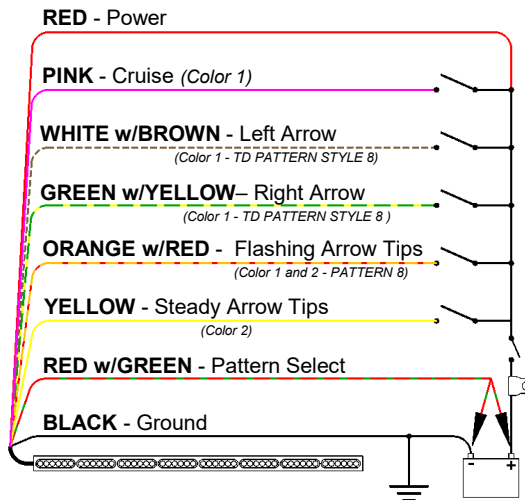 RED - Power
PINK - Cruise (Color 1)
WHITE w/BROWN - Left Arrow
(Color 1 - TD PATTERN STYLE 8)
GREEN w/YELLOW– Right Arrow
(Color 1 - TD PATTERN STYLE 8 )
ORANGE w/RED - Flashing Arrow Tips
(Color 1 and 2 - PATTERN 8)
YELLOW - Steady Arrow Tips
(Color 2)
RED w/GREEN - Pattern Select
BLACK - Ground
- +